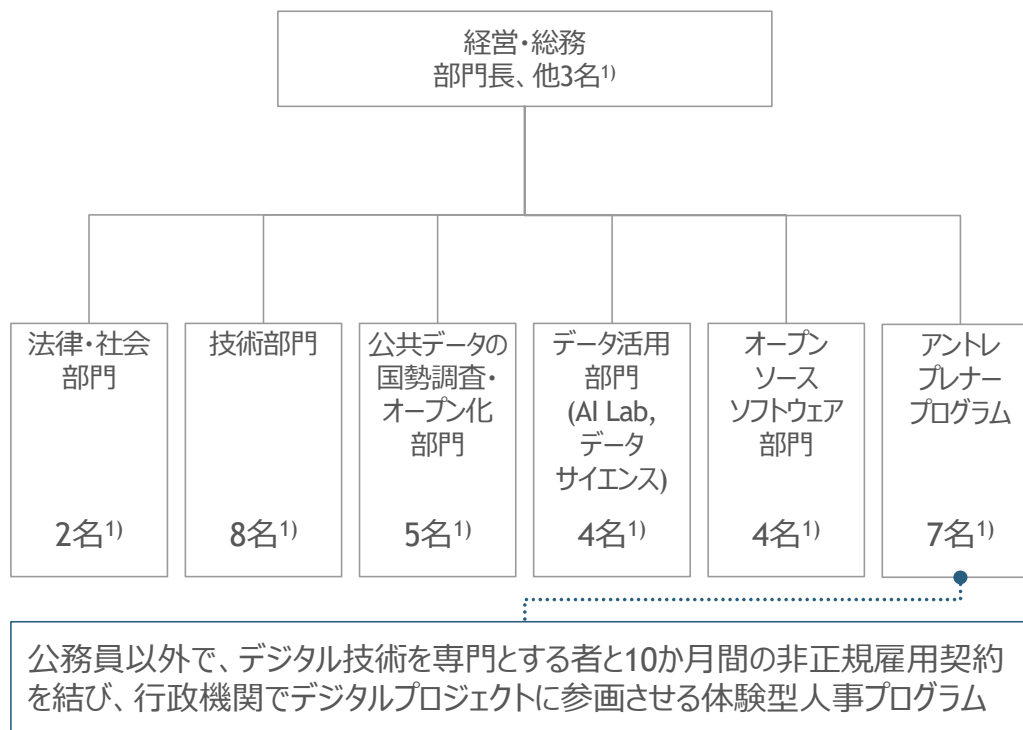 経営・総務
部門長、他3名1)
法律・社会
部門
2名1)
技術部門
8名1)
公共データの
国勢調査・
オープン化
部門
5名1)
データ活用
部門
(AI Lab,
データ
サイエンス)
4名1)
オープン
ソース
ソフトウェア
部門
4名1)
アントレ
プレナー
プログラム
7名1)
公務員以外で、デジタル技術を専門とする者と10か月間の非正規雇用契約
を結び、行政機関でデジタルプロジェクトに参画させる体験型人事プログラム